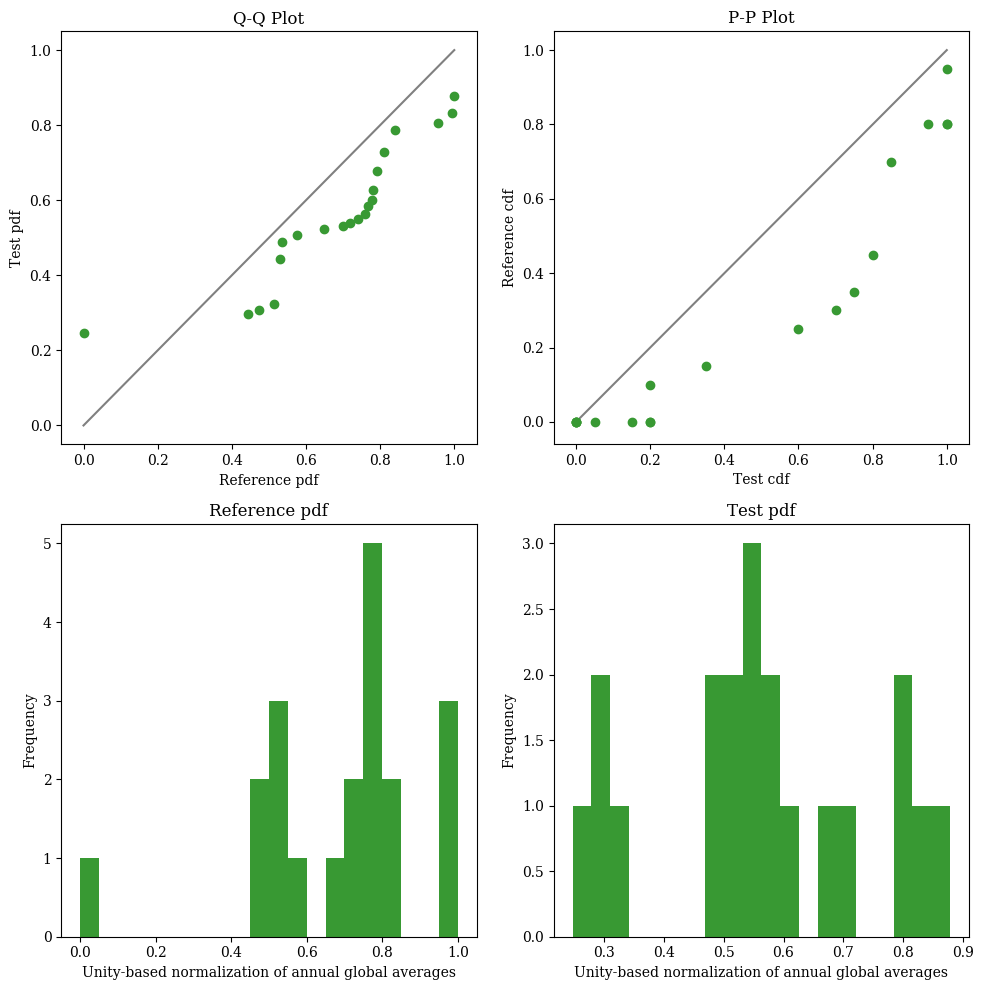 Q-Q Plot
1.0
0.8
0.6
0.4
0.2
0.0
Test pdf
0.0 0.2 0.4 0.6 0.8 1.0
Reference pdf
P-P Plot
1.0
0.8
0.6
0.4
0.2
0.0
Reference cdf
0.0 0.2 0.4 0.6 0.8 1.0
Test cdf
Reference pdf
5
4
3
2
1
0
Frequency
0.0 0.2 0.4 0.6 0.8 1.0
Unity-based normalization of annual global averages
Test pdf
3.0
2.5
2.0
1.5
1.0
0.5
0.0
Frequency
0.3 0.4 0.5 0.6 0.7 0.8 0.9
Unity-based normalization of annual global averages